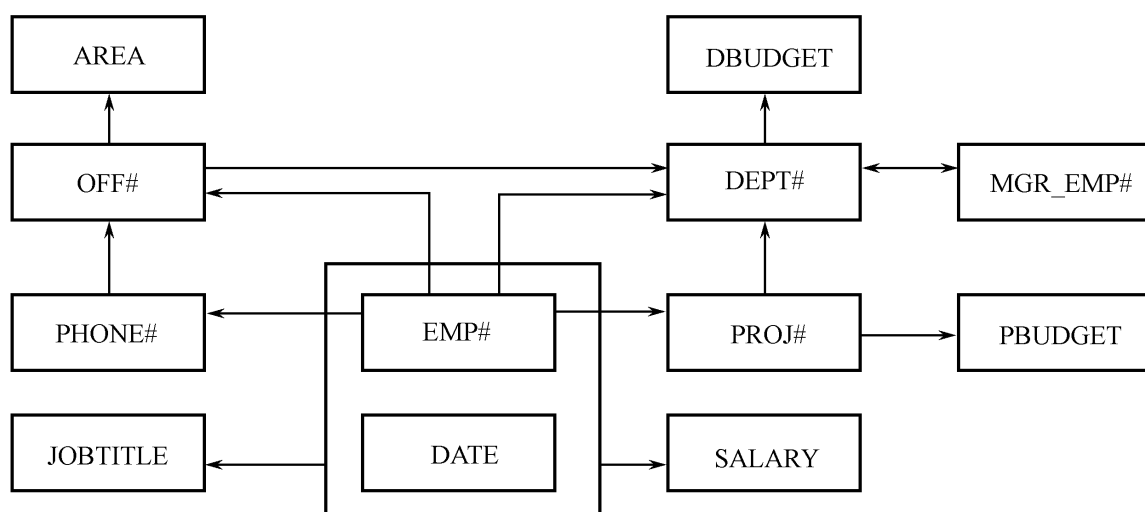 AREA
DBUDGET
OFF#
DEPT#
MGR_EMP#
PHONE#
EMP#
PROJ#
PBUDGET
JOBTITLE
DATE
SALARY